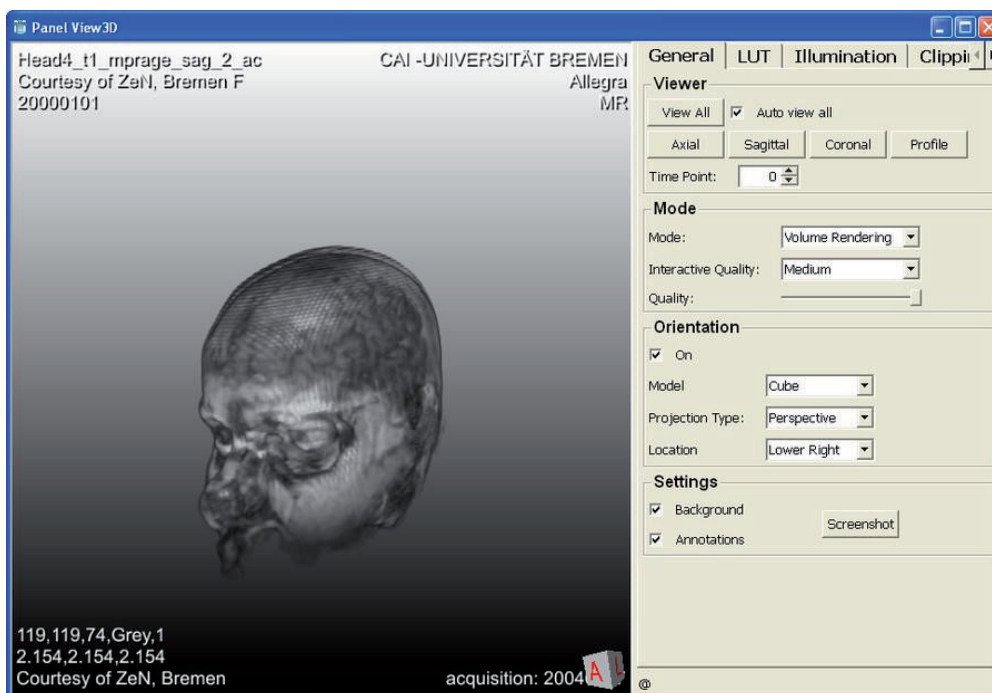 Panel View3D
Head4_t1_mprage_sag_2_ac
Courtesy of ZeN, Bremen F
20000101
CAI -UNIVERSITÄT BREMEN
Allegra
MR
119,119,74,Grey,1
2.154,2.154,2.154
Courtesy of ZeN, Bremen
acquisition: 2004
A L
General LUT Illumination Clippi
Viewer
View All Auto view all
Axial Sagittal Coronal Profile
Time Point: 0
Mode
Mode: Volume Rendering
Interactive Quality: Medium
Quality:
Orientation
On
Model Cube
Projection Type: Perspective
Location Lower Right
Settings
Background
Screenshot
Annotations
@